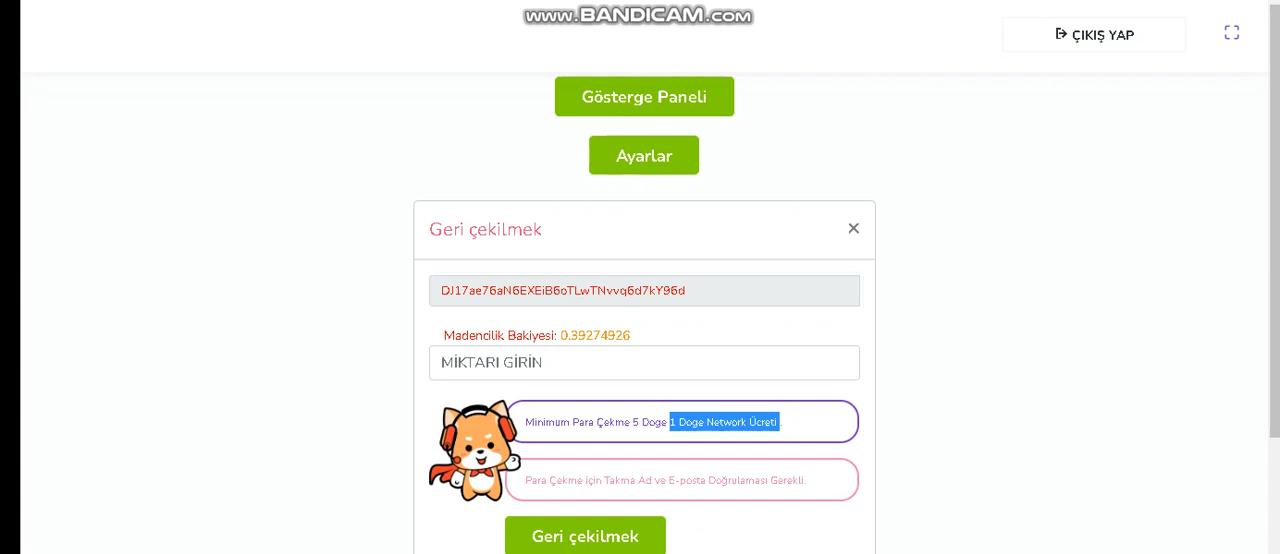 www.BANDICAM.com
ÇIKIŞ YAP
Gösterge Paneli
Ayarlar
Geri çekilmek
DJ17ae76aN6EXEiB6oTLwTNvvq6d7kY96d
Madencilik Bakiyesi: 0.39274926
MİKTARI GİRİN
Minimum Para Çekme 5 Doge 1 Doge Network Ücreti.
Para Çekme için Takma Ad ve E-posta Doğrulaması Gerekli.
Geri çekilmek